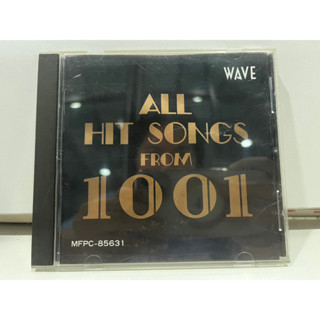 WAVE
ALL
HIT SONGS
FROM
1001
MFPC-85631